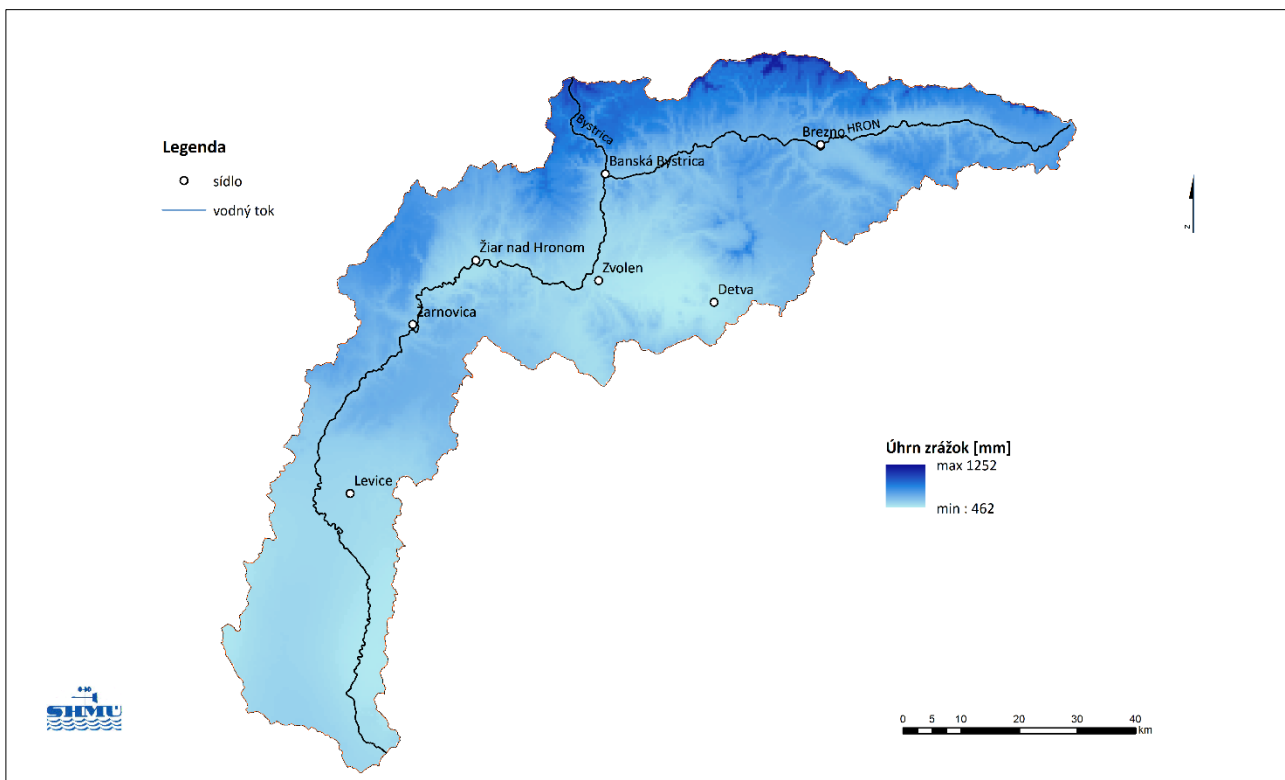 Legenda
sídlo
vodný tok
Bystrica
Brezno
HRON
Banská Bystrica
Žiar nad Hronom
Zvolen
Detva
Žarnovica
Levice
Úhrn zrážok [mm]
max 1252
min : 462
z
SHMÚ
0 5 10 20 30 40
km